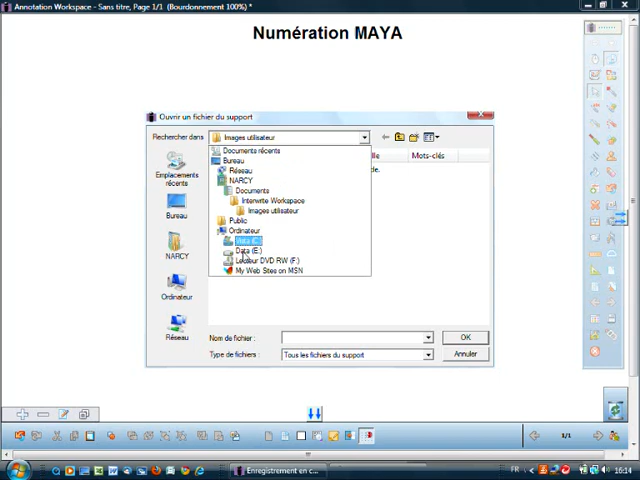 Annotation Workspace - Sans titre, Page 1/1 (Bourdonnement 100%) *
Numération MAYA
Ouvrir un fichier du support
Rechercher dans
Images utilisateur
Documents récents
Bureau
Réseau
NARCY
Documents
Interwrite Workspace
Images utilisateur
Public
Ordinateur
Vista (C:)
Data (E:)
Lecteur DVD RW (F:)
My Web Sites on MSN
lle
Mots-clés
de.
Emplacements
récents
Bureau
NARCY
Ordinateur
Réseau
Nom de fichier :
OK
Type de fichiers :
Tous les fichiers du support
Annuler
1/1
Enregistrement en c...
FR
16:14